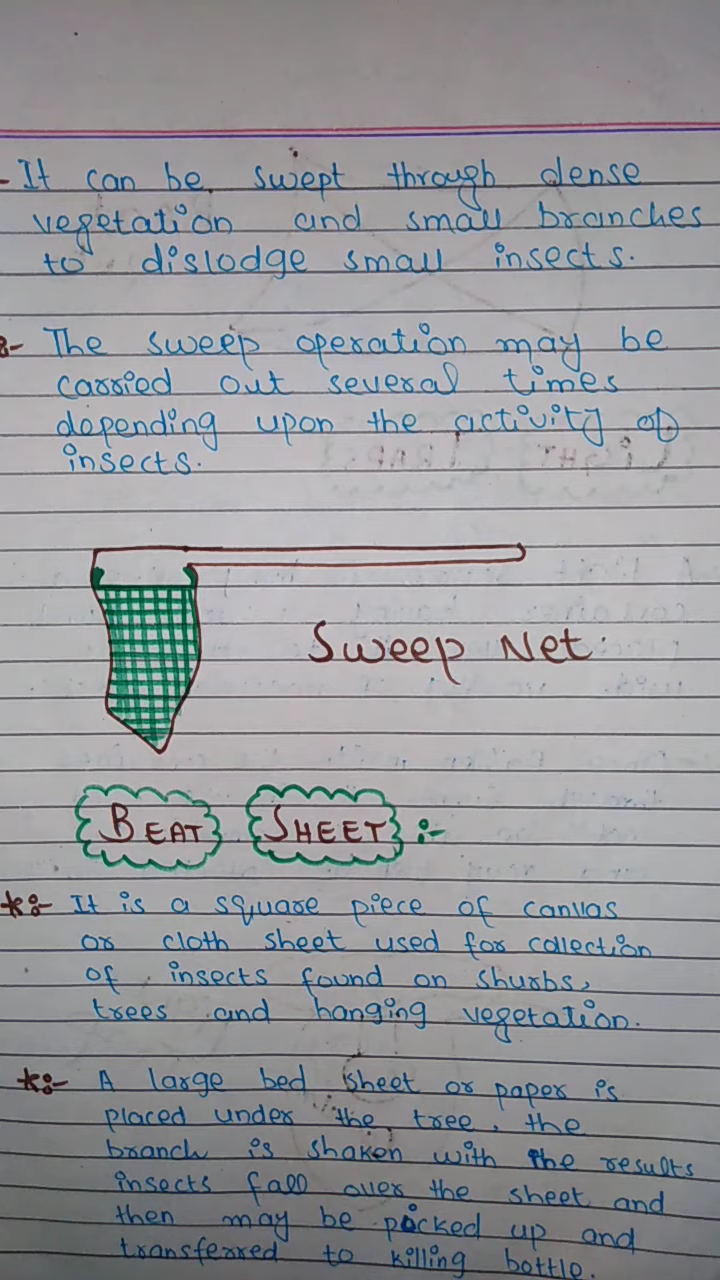 - It can be swept through dense
vegetation and small branches
to dislodge small insects.
:- The sweep operation may be
carried out several times
depending upon the activity of
insects.
Sweep Net.
BEAT SHEET :-
*:- It is a square piece of canvas
or cloth sheet used for collection
of insects found on shurbs,
trees and hanging vegetation.
*:- A large bed sheet or paper is
placed under the tree, the
branch is shaken with the results
insects fall over the sheet and
then may be picked up and
transferred to killing bottle.